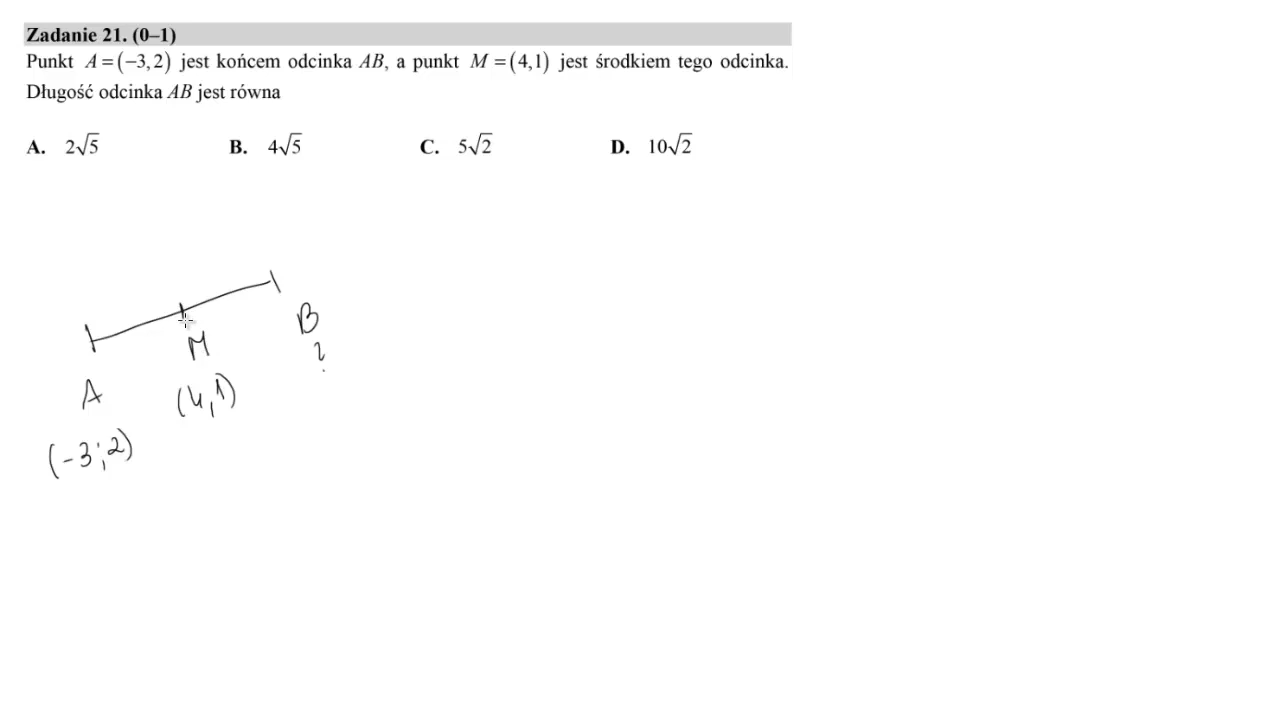 Zadanie 21. (0–1)
Punkt A = (−3, 2) jest końcem odcinka AB, a punkt M = (4, 1) jest środkiem tego odcinka.
Długość odcinka AB jest równa
A. 2√5 B. 4√5 C. 5√2 D. 10√2
B
M
?
A
(4,1)
(-3;2)